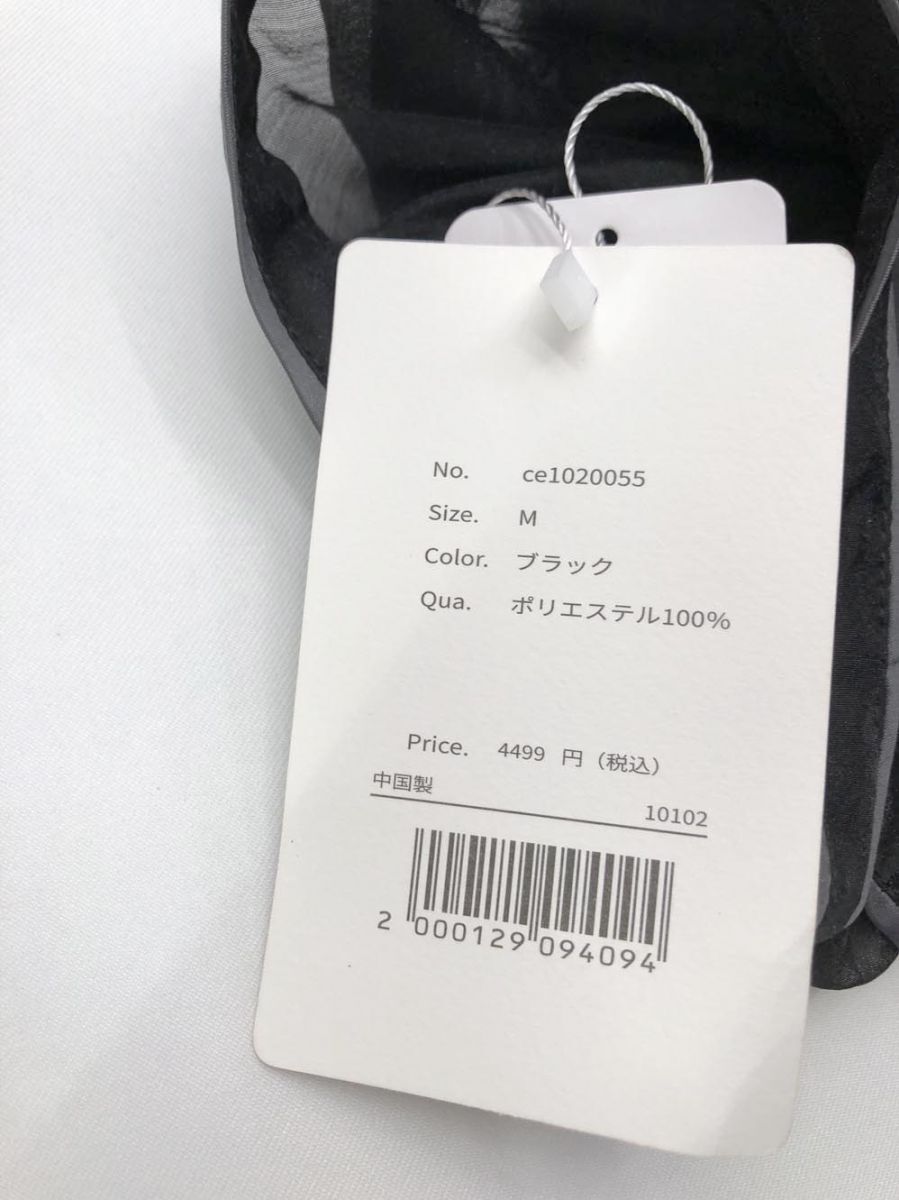 No. ce1020055
Size. M
Color. ブラック
Qua. ポリエステル100%
Price. 4499 円（税込）
中国製
10102
2 000129 094094